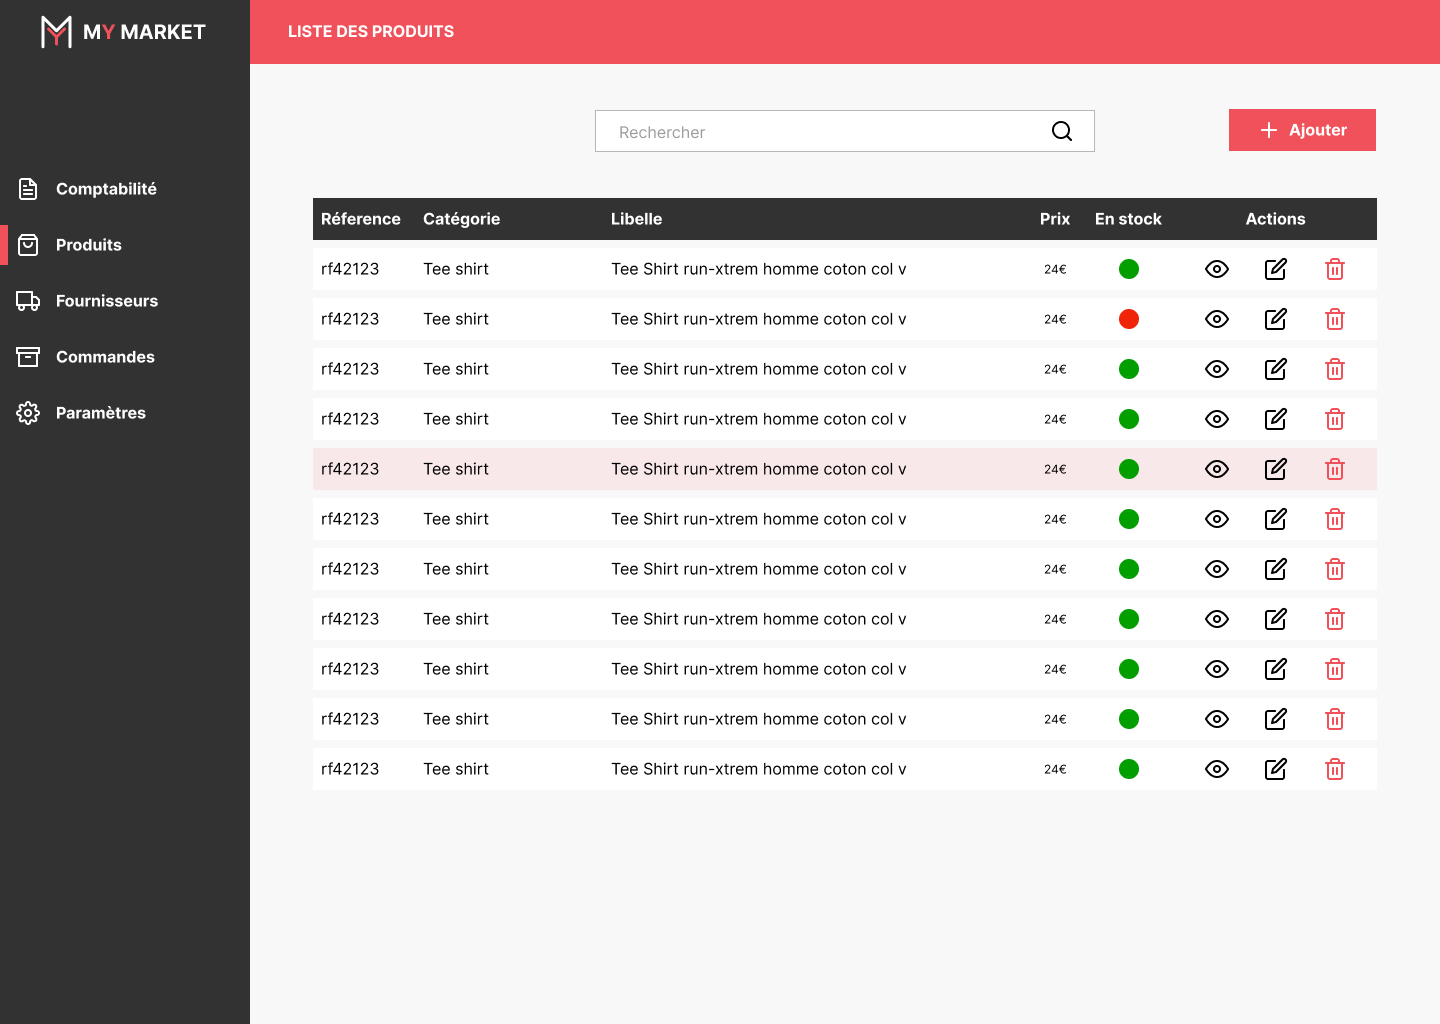 MY MARKET
LISTE DES PRODUITS
Rechercher
Ajouter
Comptabilité
Produits
Fournisseurs
Commandes
Paramètres
Réference Catégorie Libelle Prix En stock Actions
rf42123 Tee shirt Tee Shirt run-xtrem homme coton col v 24€
rf42123 Tee shirt Tee Shirt run-xtrem homme coton col v 24€
rf42123 Tee shirt Tee Shirt run-xtrem homme coton col v 24€
rf42123 Tee shirt Tee Shirt run-xtrem homme coton col v 24€
rf42123 Tee shirt Tee Shirt run-xtrem homme coton col v 24€
rf42123 Tee shirt Tee Shirt run-xtrem homme coton col v 24€
rf42123 Tee shirt Tee Shirt run-xtrem homme coton col v 24€
rf42123 Tee shirt Tee Shirt run-xtrem homme coton col v 24€
rf42123 Tee shirt Tee Shirt run-xtrem homme coton col v 24€
rf42123 Tee shirt Tee Shirt run-xtrem homme coton col v 24€
rf42123 Tee shirt Tee Shirt run-xtrem homme coton col v 24€